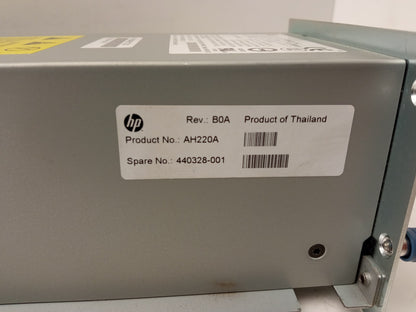 hp Rev.: B0A Product of Thailand
Product No.: AH220A
Spare No.: 440328-001